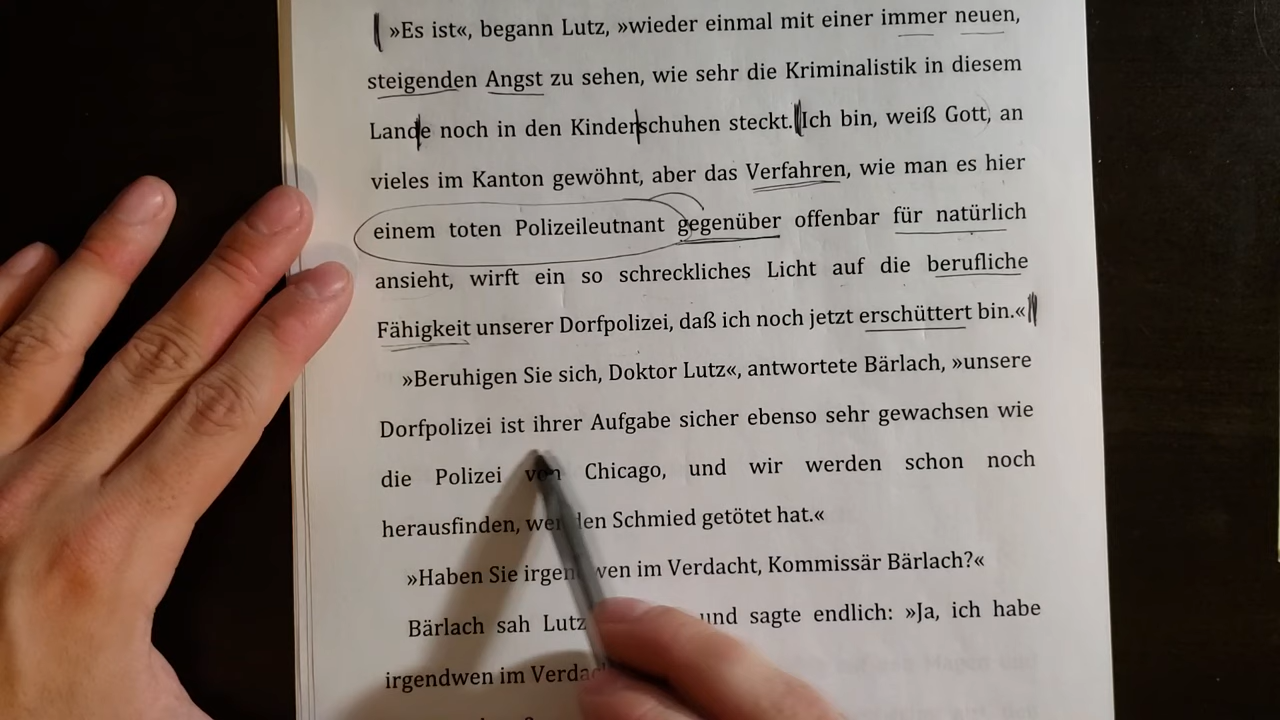 »Es ist«, begann Lutz, »wieder einmal mit einer immer neuen,
steigenden Angst zu sehen, wie sehr die Kriminalistik in diesem
Lande noch in den Kinderschuhen steckt. Ich bin, weiß Gott, an
vieles im Kanton gewöhnt, aber das Verfahren, wie man es hier
einem toten Polizeileutnant gegenüber offenbar für natürlich
ansieht, wirft ein so schreckliches Licht auf die berufliche
Fähigkeit unserer Dorfpolizei, daß ich noch jetzt erschüttert bin.«
»Beruhigen Sie sich, Doktor Lutz«, antwortete Bärlach, »unsere
Dorfpolizei ist ihrer Aufgabe sicher ebenso sehr gewachsen wie
die Polizei von Chicago, und wir werden schon noch
herausfinden, wer den Schmied getötet hat.«
»Haben Sie irgendwen im Verdacht, Kommissär Bärlach?«
Bärlach sah Lutz und sagte endlich: »Ja, ich habe
irgendwen im Verdacht